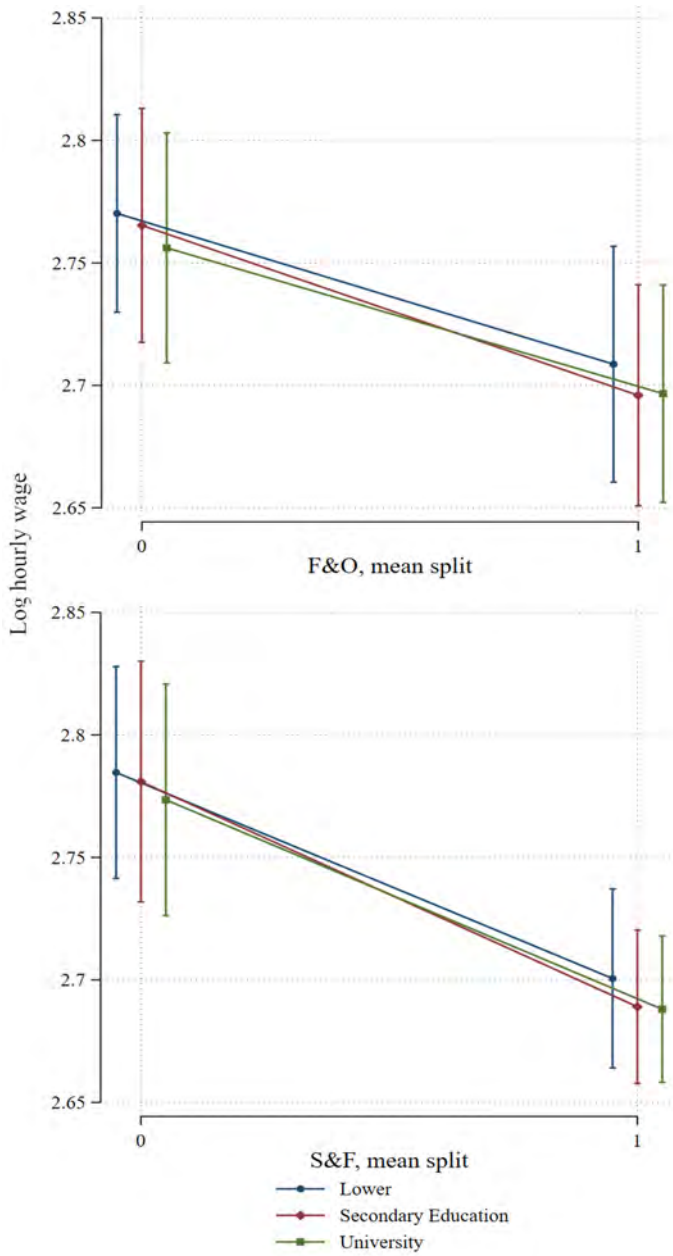 2.85
2.8
2.75
2.7
2.65
0
1
F&O, mean split
Log hourly wage
2.85
2.8
2.75
2.7
2.65
0
1
S&F, mean split
Lower
Secondary Education
University